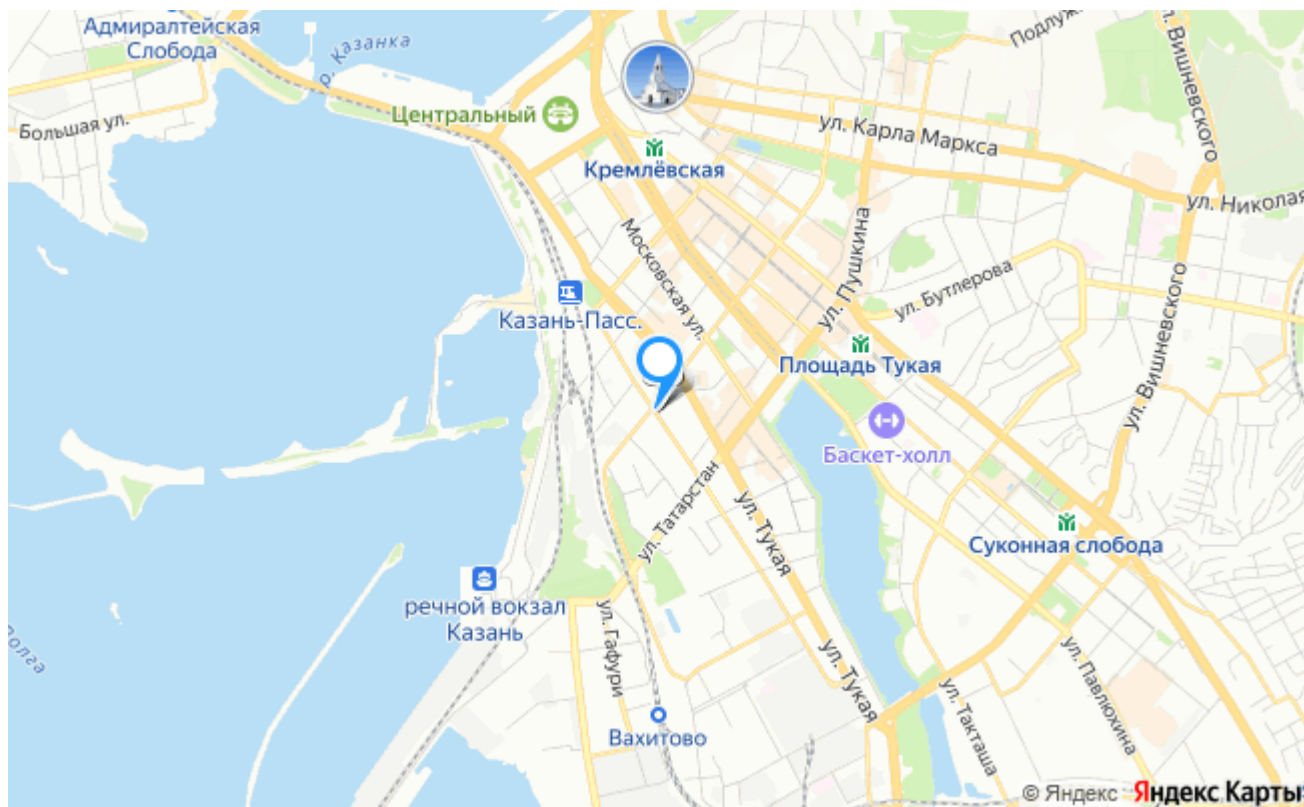 Адмиралтейская
Слобода
р. Казанка
Подлуж
ул. Вишневского
Большая ул.
Центральный
ул. Карла Маркса
Кремлёвская
ул. Николая
Московская ул.
ул. Пушкина
ул. Бутлерова
Казань-Пасс.
Площадь Тукая
ул. Вишневского
Баскет-холл
ул. Татарстан
ул. Тукая
Суконная слобода
речной вокзал
Казань
ул. Гафури
Волга
ул. Тукая
ул. Павлюхина
ул. Такташа
Вахитово
© Яндекс Яндекс Карты